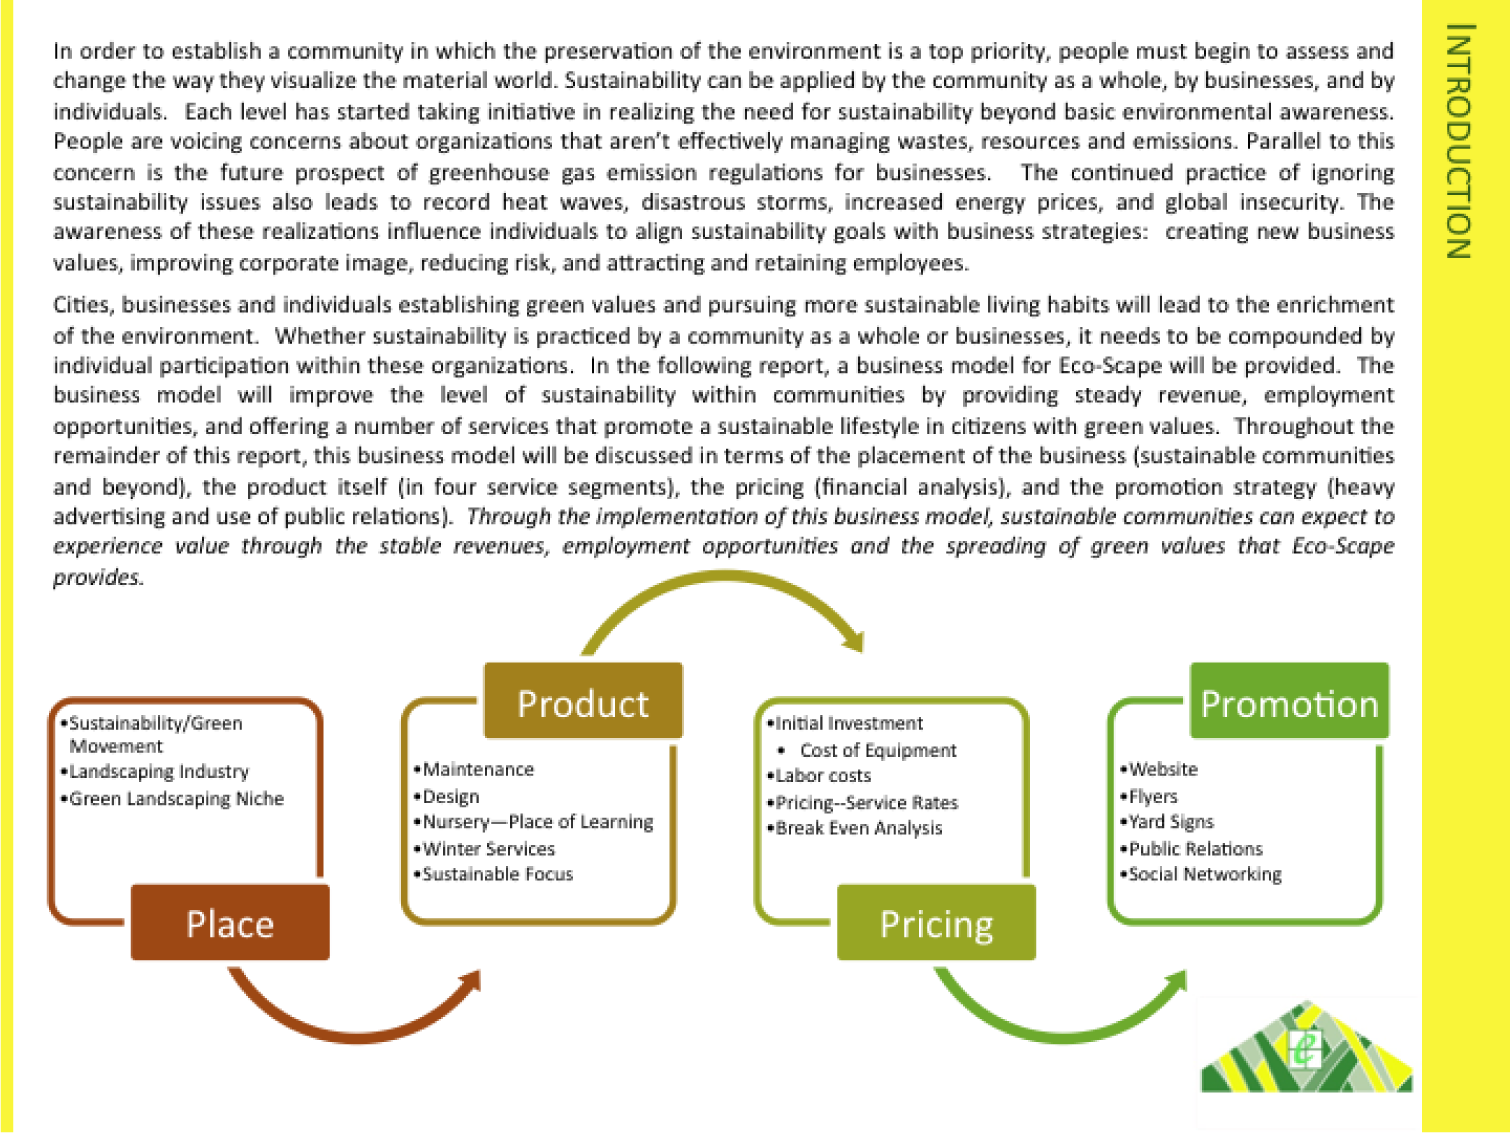 INTRODUCTION
In order to establish a community in which the preservation of the environment is a top priority, people must begin to assess and
change the way they visualize the material world. Sustainability can be applied by the community as a whole, by businesses, and by
individuals.  Each level has started taking initiative in realizing the need for sustainability beyond basic environmental awareness.
People are voicing concerns about organizations that aren't effectively managing wastes, resources and emissions. Parallel to this
concern is the future prospect of greenhouse gas emission regulations for businesses.  The continued practice of ignoring
sustainability issues also leads to record heat waves, disastrous storms, increased energy prices, and global insecurity. The
awareness of these realizations influence individuals to align sustainability goals with business strategies:  creating new business
values, improving corporate image, reducing risk, and attracting and retaining employees.
Cities, businesses and individuals establishing green values and pursuing more sustainable living habits will lead to the enrichment
of the environment.  Whether sustainability is practiced by a community as a whole or businesses, it needs to be compounded by
individual participation within these organizations.  In the following report, a business model for Eco-Scape will be provided.  The
business model will improve the level of sustainability within communities by providing steady revenue, employment
opportunities, and offering a number of services that promote a sustainable lifestyle in citizens with green values.  Throughout the
remainder of this report, this business model will be discussed in terms of the placement of the business (sustainable communities
and beyond), the product itself (in four service segments), the pricing (financial analysis), and the promotion strategy (heavy
advertising and use of public relations).  Through the implementation of this business model, sustainable communities can expect to
experience value through the stable revenues, employment opportunities and the spreading of green values that Eco-Scape
provides.
•Sustainability/Green
Movement
•Landscaping Industry
•Green Landscaping Niche
Place
Product
•Maintenance
•Design
•Nursery—Place of Learning
•Winter Services
•Sustainable Focus
•Initial Investment
• Cost of Equipment
•Labor costs
•Pricing--Service Rates
•Break Even Analysis
Pricing
Promotion
•Website
•Flyers
•Yard Signs
•Public Relations
•Social Networking
e